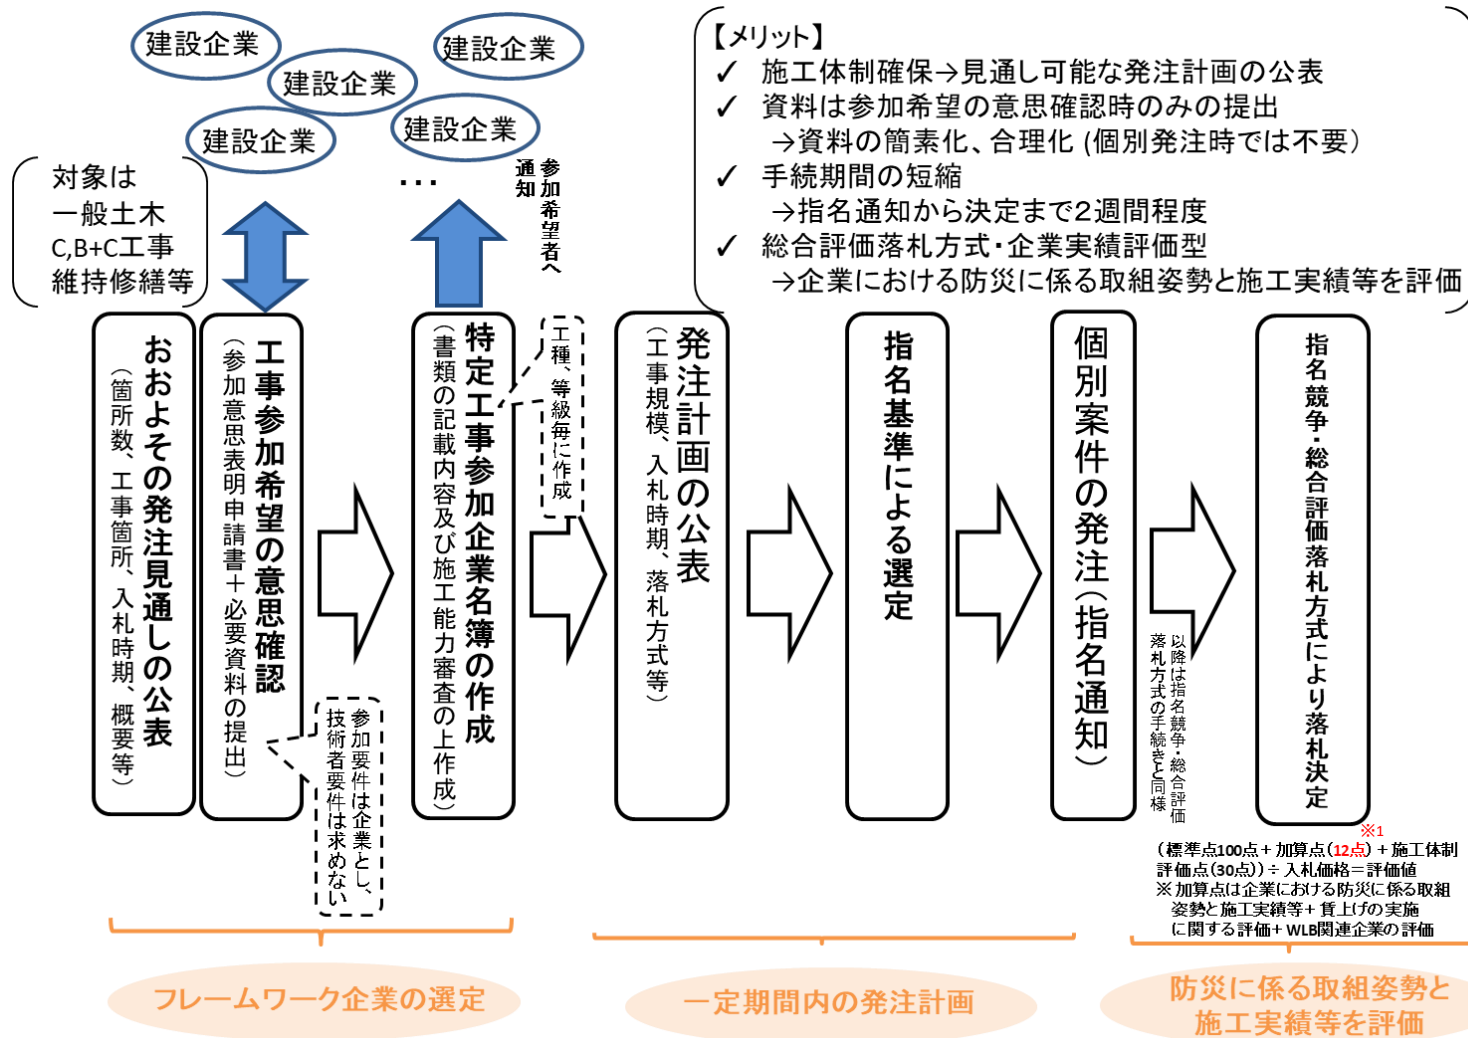 建設企業
建設企業
建設企業
建設企業
建設企業
…
参加希望者へ
通知
対象は
一般土木
C,B+C工事
維持修繕等
【メリット】
✓ 施工体制確保→見通し可能な発注計画の公表
✓ 資料は参加希望の意思確認時のみの提出
→資料の簡素化、合理化 (個別発注時では不要)
✓ 手続期間の短縮
→指名通知から決定まで2週間程度
✓ 総合評価落札方式・企業実績評価型
→企業における防災に係る取組姿勢と施工実績等を評価
おおよその発注見通しの公表
(箇所数、工事箇所、入札時期、概要等)
工事参加希望の意思確認
(参加意思表明申請書+必要資料の提出)
参加要件は企業とし、
技術者要件は求めない
特定工事参加企業名簿の作成
(書類の記載内容及び施工能力審査の上作成)
工種、等級毎に作成
発注計画の公表
(工事規模、入札時期、落札方式等)
指名基準による選定
個別案件の発注(指名通知)
以降は指名競争・総合評価
落札方式の手続きと同様
指名競争・総合評価落札方式により落札決定
※1
(標準点100点+加算点(12点)+施工体制
評価点(30点))÷入札価格=評価値
※加算点は企業における防災に係る取組
姿勢と施工実績等+賃上げの実施
に関する評価+WLB関連企業の評価
フレームワーク企業の選定
一定期間内の発注計画
防災に係る取組姿勢と
施工実績等を評価